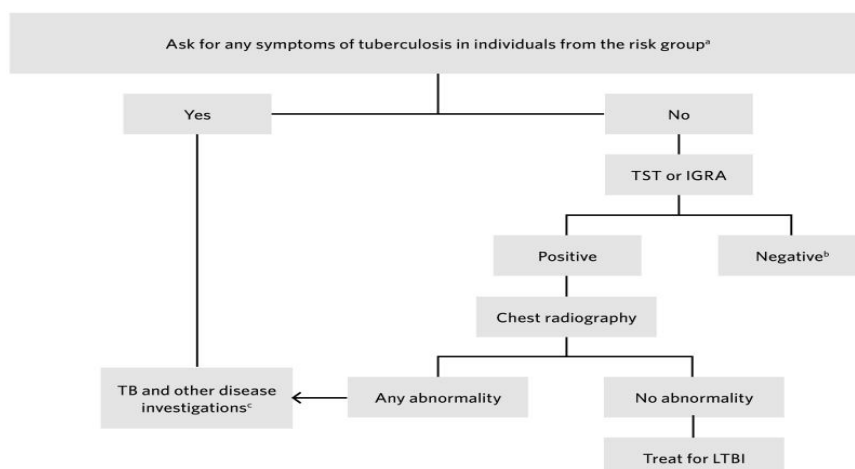 Ask for any symptoms of tuberculosis in individuals from the risk groupᵃ
Yes
No
TST or IGRA
Positive
Negativeᵇ
Chest radiography
TB and other disease
investigationsᶜ
Any abnormality
No abnormality
Treat for LTBI